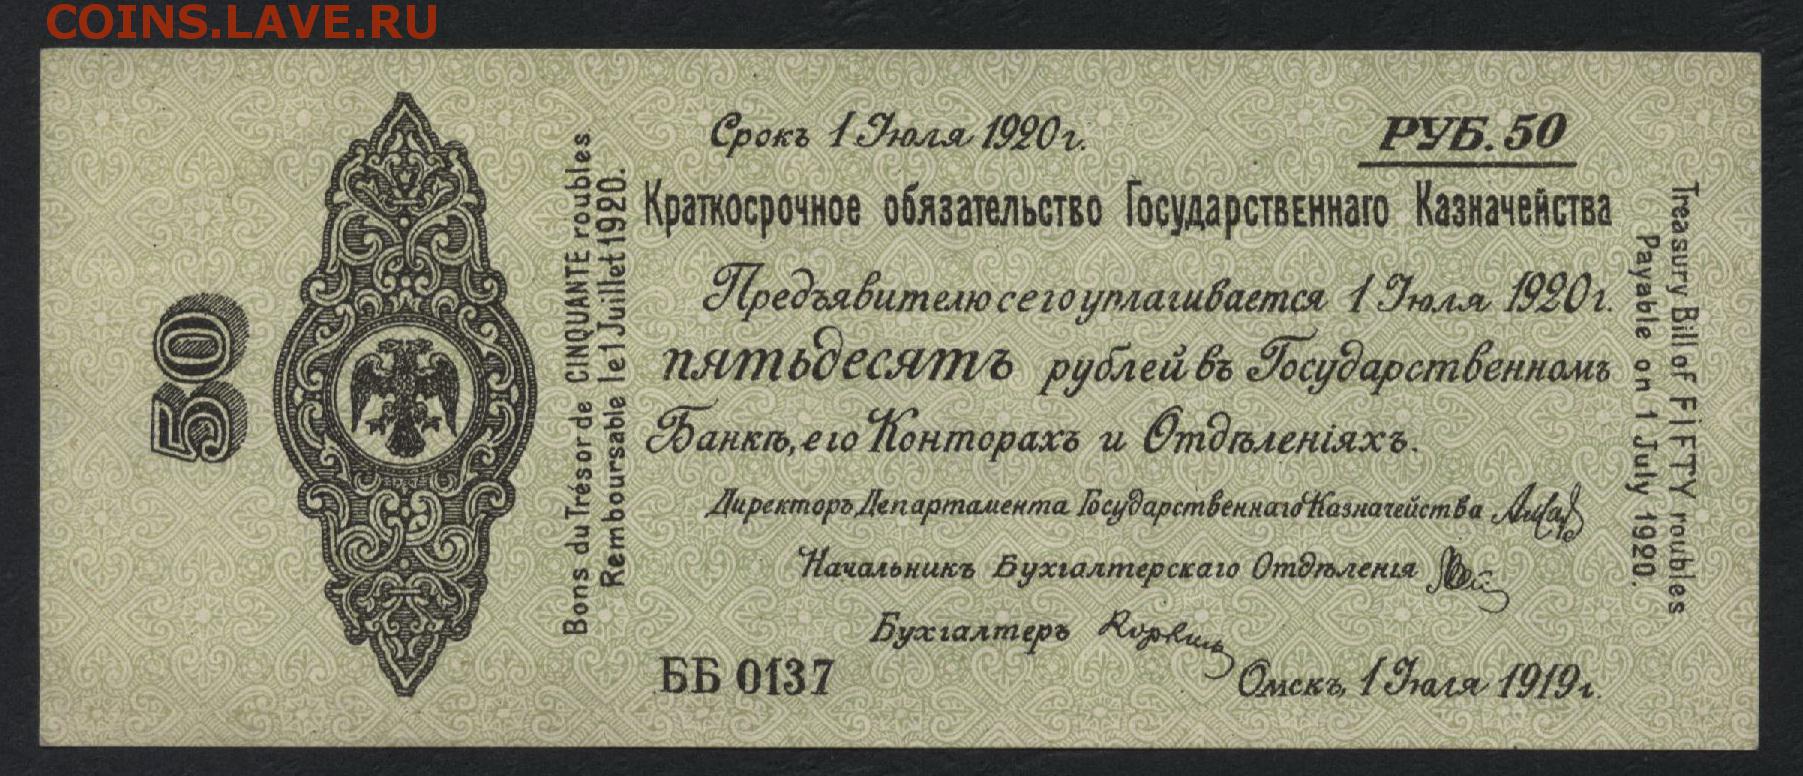 COINS.LAVE.RU
50
Bons du Trésor de CINQUANTE roubles
Remboursable le 1 Juillet 1920.
Срокъ 1 Июля 1920 г.
РУБ. 50
Краткосрочное обязательство Государственнаго Казначейства
Предъявителю сего уплачивается 1 Июля 1920 г.
пятьдесятъ рублей въ Государственномъ
Банкѣ, его Конторахъ и Отдѣленіяхъ.
Директоръ Департамента Государственнаго Казначейства
Начальникъ Бухгалтерскаго Отдѣленія
Бухгалтеръ
ББ 0137
Омскъ, 1 Июля 1919 г.
Treasury Bill of FIFTY roubles
Payable on 1 July 1920.